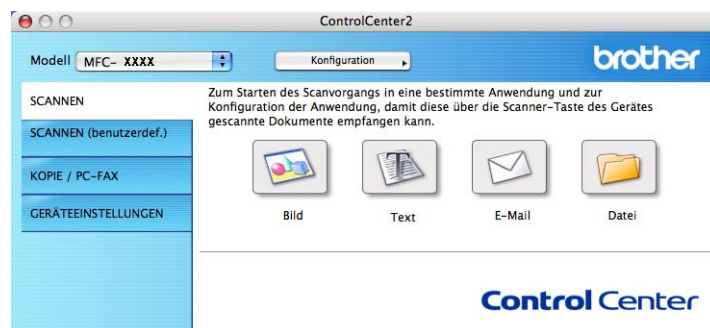 ControlCenter2
Modell MFC- XXXX Konfiguration brother
SCANNEN
SCANNEN (benutzerdef.)
KOPIE / PC-FAX
GERÄTEEINSTELLUNGEN
Zum Starten des Scanvorgangs in eine bestimmte Anwendung und zur
Konfiguration der Anwendung, damit diese über die Scanner-Taste des Gerätes
gescannte Dokumente empfangen kann.
Bild Text E-Mail Datei
Control Center